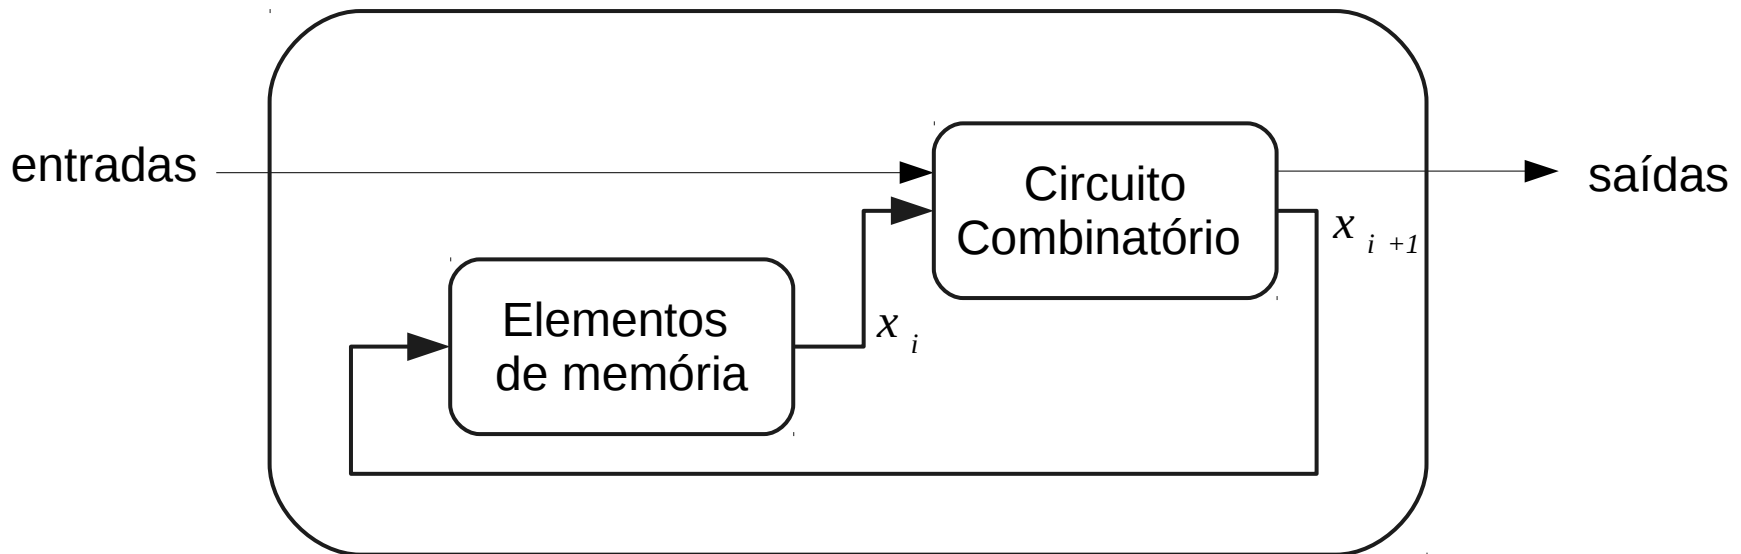 entradas
Circuito
Combinatório
saídas
x i +1
Elementos
de memória
x i